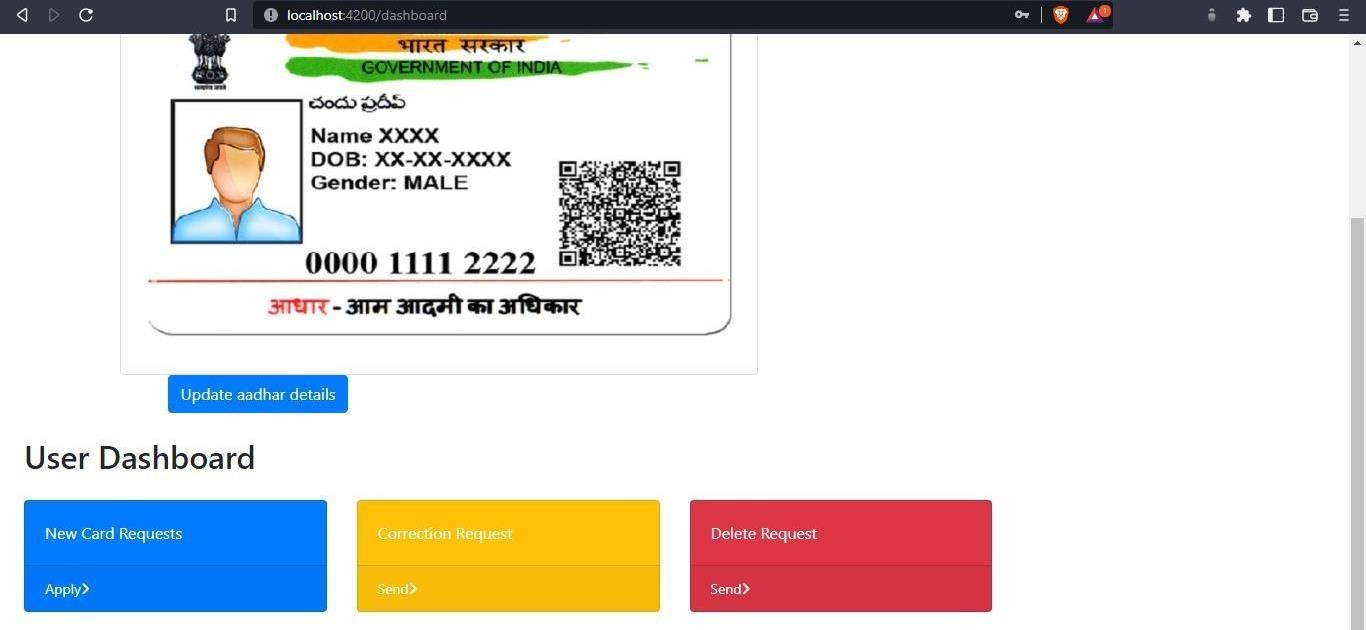 localhost:4200/dashboard
1
भारत सरकार
GOVERNMENT OF INDIA
చందు ప్రదీప్
Name XXXX
DOB: XX-XX-XXXX
Gender: MALE
0000 1111 2222
आधार - आम आदमी का अधिकार
Update aadhar details
User Dashboard
New Card Requests
Apply
Correction Request
Send
Delete Request
Send